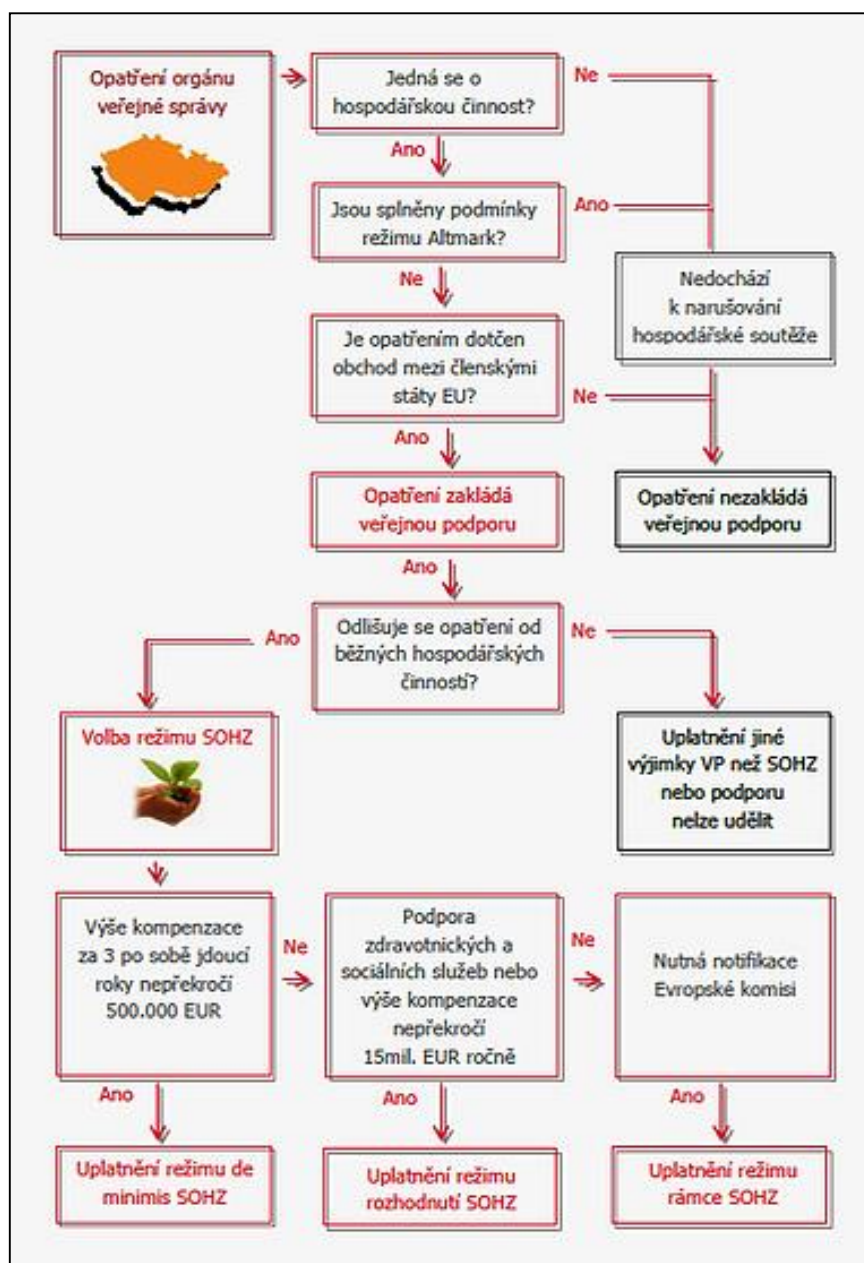 Opatření orgánu
veřejné správy
Jedná se o
hospodářskou činnost?
Ne
Ano
Jsou splněny podmínky
režimu Altmark?
Ano
Ne
Nedochází
k narušování
hospodářské soutěže
Je opatřením dotčen
obchod mezi členskými
státy EU?
Ne
Ano
Opatření zakládá
veřejnou podporu
Opatření nezakládá
veřejnou podporu
Ano
Odlišuje se opatření od
běžných hospodářských
činností?
Ano
Ne
Volba režimu SOHZ
Uplatnění jiné
výjimky VP než SOHZ
nebo podporu
nelze udělit
Výše kompenzace
za 3 po sobě jdoucí
roky nepřekročí
500.000 EUR
Ne
Podpora
zdravotnických a
sociálních služeb nebo
výše kompenzace
nepřekročí
15mil. EUR ročně
Ne
Nutná notifikace
Evropské komisi
Ano
Ano
Ano
Uplatnění režimu de
minimis SOHZ
Uplatnění režimu
rozhodnutí SOHZ
Uplatnění režimu
rámce SOHZ